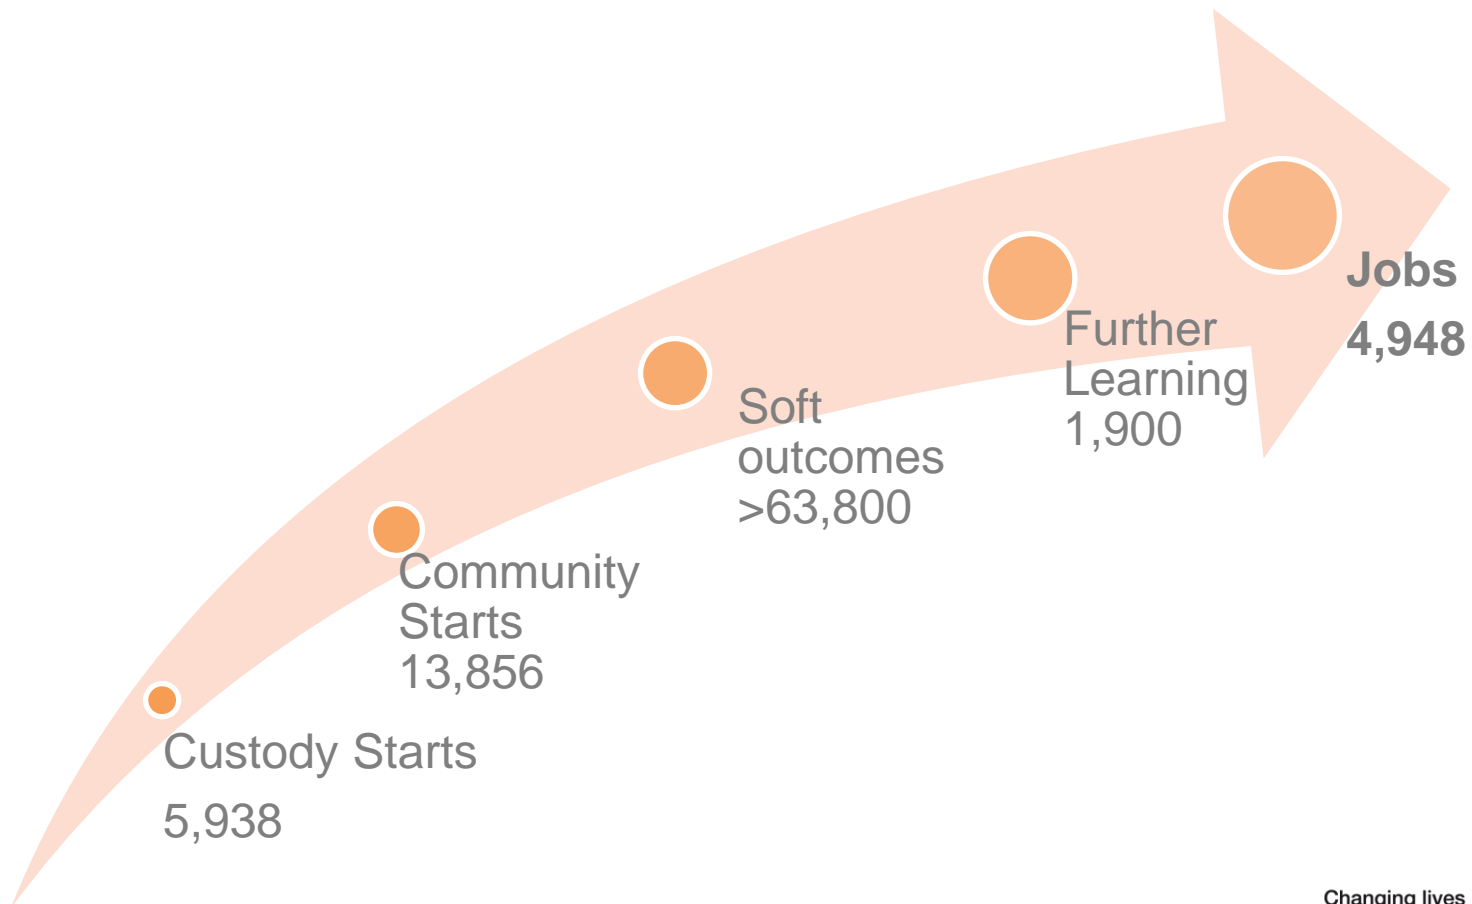 Custody Starts
5,938
Community
Starts
13,856
Soft
outcomes
>63,800
Further
Learning
1,900
Jobs
4,948
Changing lives